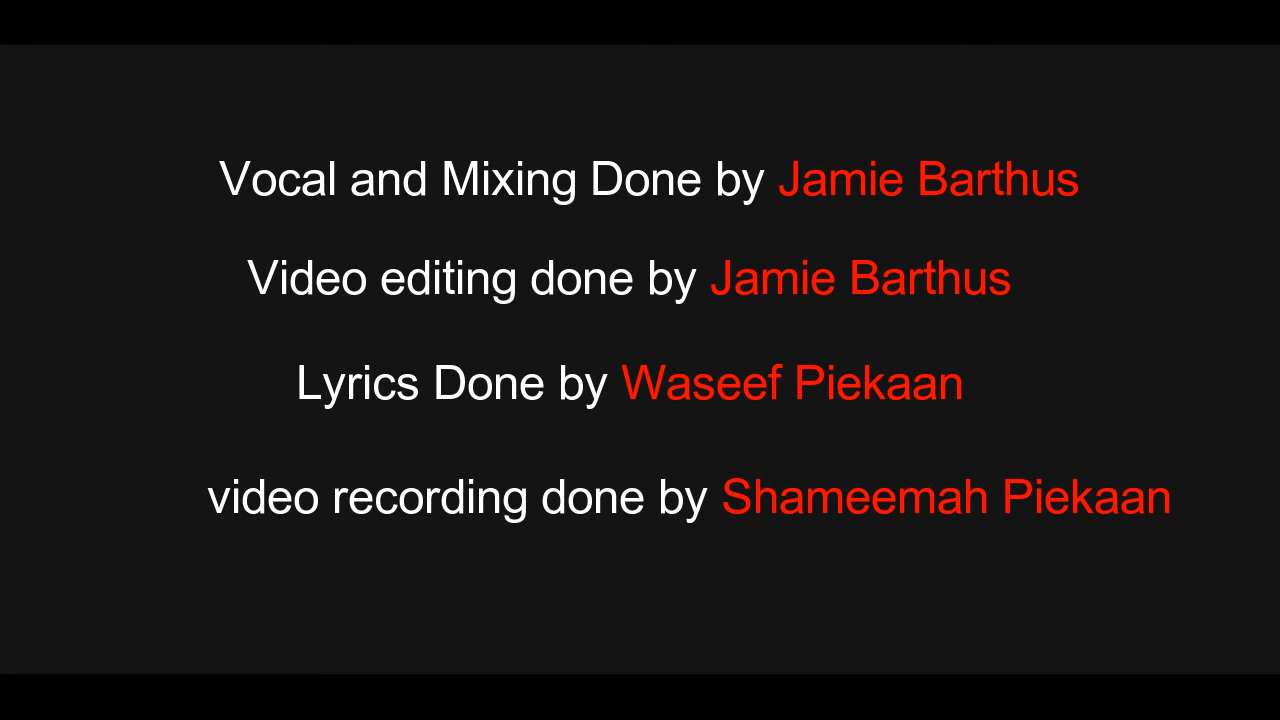 Vocal and Mixing Done by Jamie Barthus
Video editing done by Jamie Barthus
Lyrics Done by Waseef Piekaan
video recording done by Shameemah Piekaan